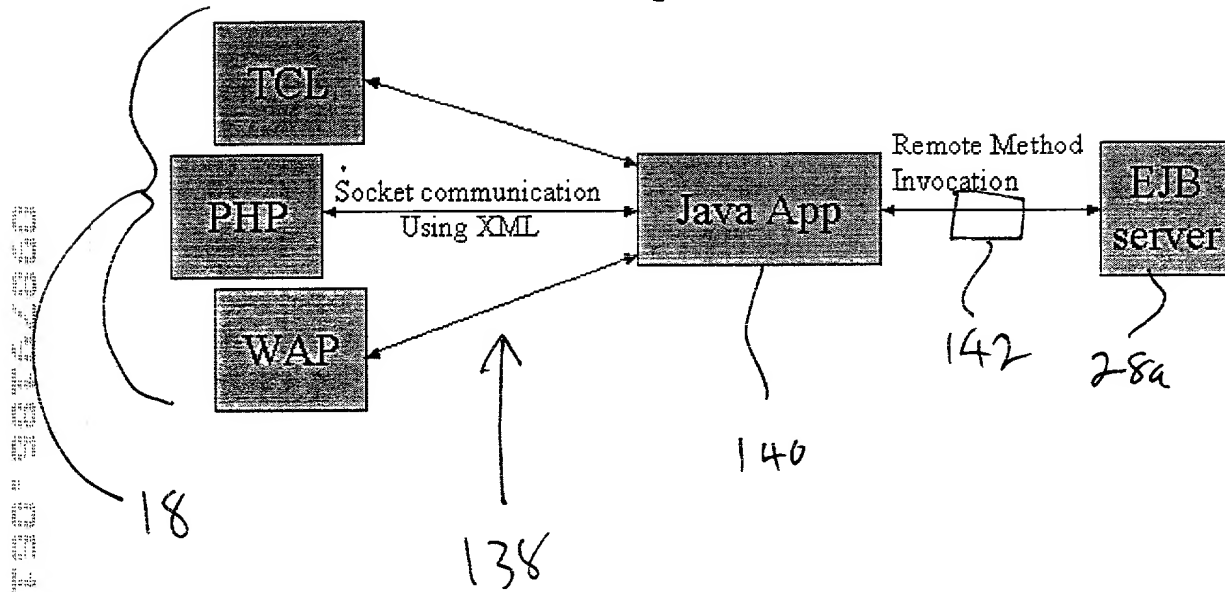 TCL
PHP
WAP
Socket communication
Using XML
Java App
Remote Method
Invocation
EJB
server
18
138
140
142
28a